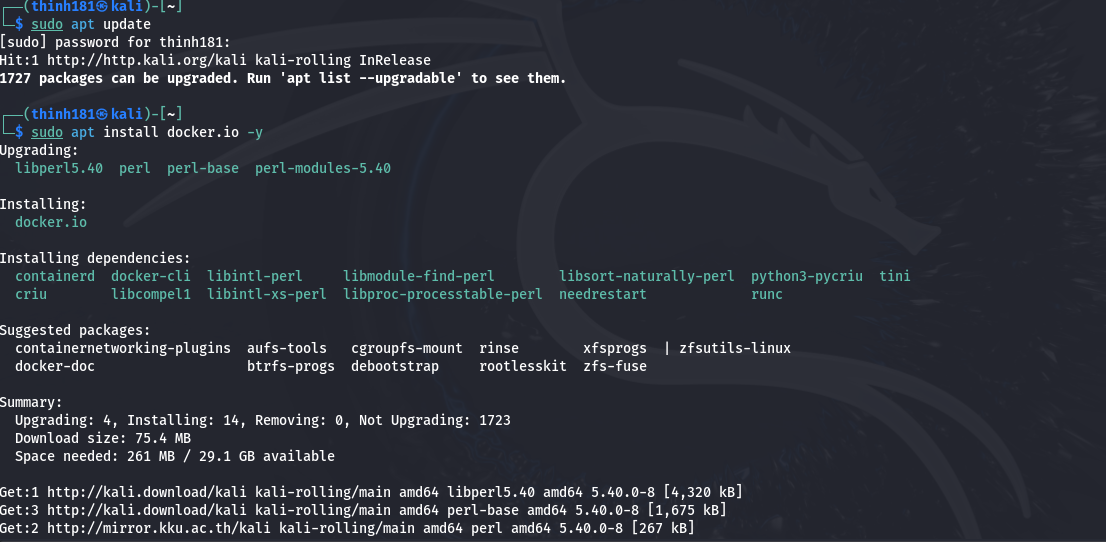 ┌──(thinh181㉿kali)-[~]
└─$ sudo apt update
[sudo] password for thinh181:
Hit:1 http://http.kali.org/kali kali-rolling InRelease
1727 packages can be upgraded. Run 'apt list --upgradable' to see them.
┌──(thinh181㉿kali)-[~]
└─$ sudo apt install docker.io -y
Upgrading:
libperl5.40  perl  perl-base  perl-modules-5.40
Installing:
docker.io
Installing dependencies:
containerd  docker-cli  libintl-perl  libmodule-find-perl  libsort-naturally-perl  python3-pycriu  tini
criu  libcompel1  libintl-xs-perl  libproc-processtable-perl  needrestart  runc
Suggested packages:
containernetworking-plugins  aufs-tools  cgroupfs-mount  rinse  xfsprogs  | zfsutils-linux
docker-doc  btrfs-progs  debootstrap  rootlesskit  zfs-fuse
Summary:
Upgrading: 4, Installing: 14, Removing: 0, Not Upgrading: 1723
Download size: 75.4 MB
Space needed: 261 MB / 29.1 GB available
Get:1 http://kali.download/kali kali-rolling/main amd64 libperl5.40 amd64 5.40.0-8 [4,320 kB]
Get:3 http://kali.download/kali kali-rolling/main amd64 perl-base amd64 5.40.0-8 [1,675 kB]
Get:2 http://mirror.kku.ac.th/kali kali-rolling/main amd64 perl amd64 5.40.0-8 [267 kB]